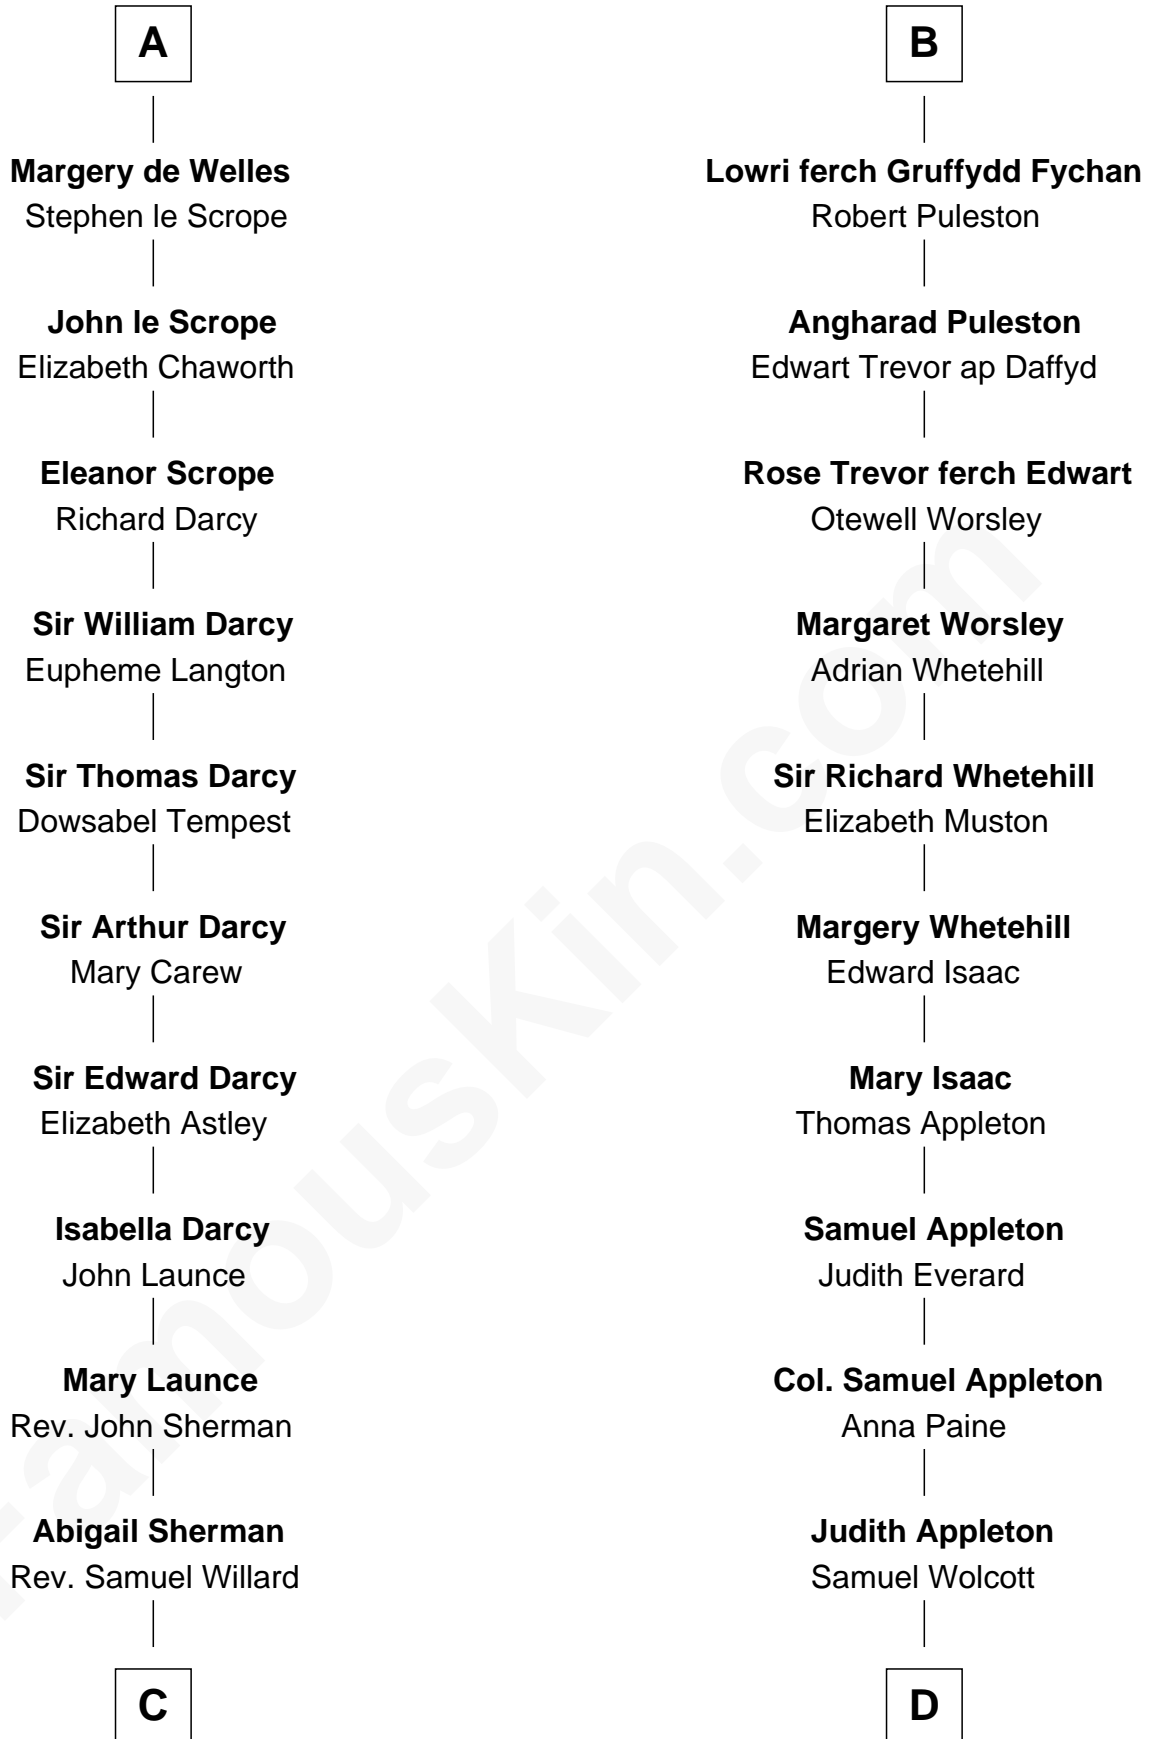 A
Margery de Welles
Stephen le Scrope
John le Scrope
Elizabeth Chaworth
Eleanor Scrope
Richard Darcy
Sir William Darcy
Eupheme Langton
Sir Thomas Darcy
Dowsabel Tempest
Sir Arthur Darcy
Mary Carew
Sir Edward Darcy
Elizabeth Astley
Isabella Darcy
John Launce
Mary Launce
Rev. John Sherman
Abigail Sherman
Rev. Samuel Willard
C
B
Lowri ferch Gruffydd Fychan
Robert Puleston
Angharad Puleston
Edwart Trevor ap Daffyd
Rose Trevor ferch Edwart
Otewell Worsley
Margaret Worsley
Adrian Whetehill
Sir Richard Whetehill
Elizabeth Muston
Margery Whetehill
Edward Isaac
Mary Isaac
Thomas Appleton
Samuel Appleton
Judith Everard
Col. Samuel Appleton
Anna Paine
Judith Appleton
Samuel Wolcott
D
FamousKin.com